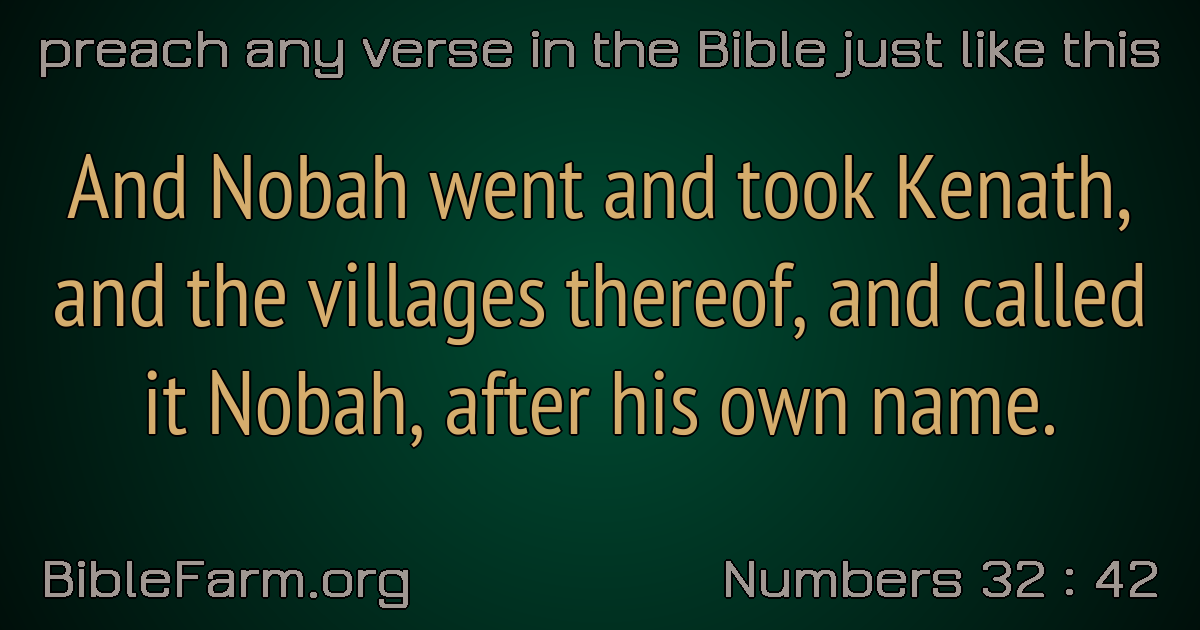 preach any verse in the Bible just like this
And Nobah went and took Kenath,
and the villages thereof, and called
it Nobah, after his own name.
BibleFarm.org
Numbers 32 : 42